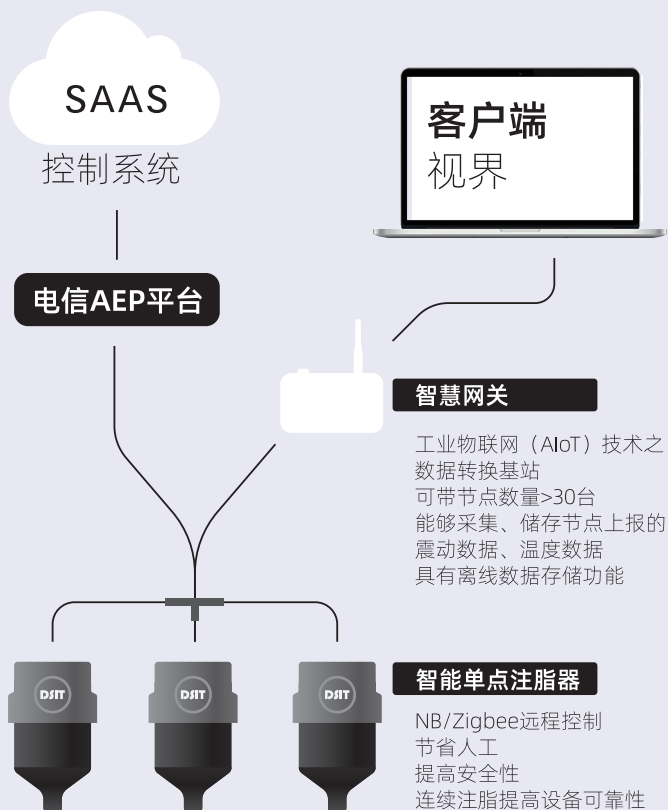 SAAS
控制系统
客户端
视界
电信AEP平台
智慧网关
工业物联网（AIoT）技术之
数据转换基站
可带节点数量>30台
能够采集、储存节点上报的
震动数据、温度数据
具有离线数据存储功能
DSIT
DSIT
DSIT
智能单点注脂器
NB/Zigbee远程控制
节省人工
提高安全性
连续注脂提高设备可靠性